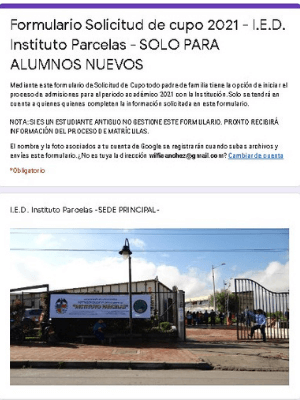 Formulario Solicitud de cupo 2021 - I.E.D.
Instituto Parcelas - SOLO PARA
ALUMNOS NUEVOS
Mediante este formulario de Solicitud de Cupo todo padre de familia tiene la opción de iniciar el
proceso de admisiones para el período académico 2021 con la Institución. Solo se tendrá en
cuenta a quienes quienes completen la información solicitada en este formulario.
NOTA: SI ES UN ESTUDIANTE ANTIGUO NO GESTIONE ESTE FORMULARIO. PRONTO RECIBIRÁ
INFORMACIÓN DEL PROCESO DE MATRÍCULAS.
El nombre y la foto asociados a tu cuenta de Google se registrarán cuando subas archivos y
envíes este formulario. ¿No es tuya la dirección @gmail.com? Cambiar de cuenta
*Obligatorio
I.E.D. Instituto Parcelas -SEDE PRINCIPAL-